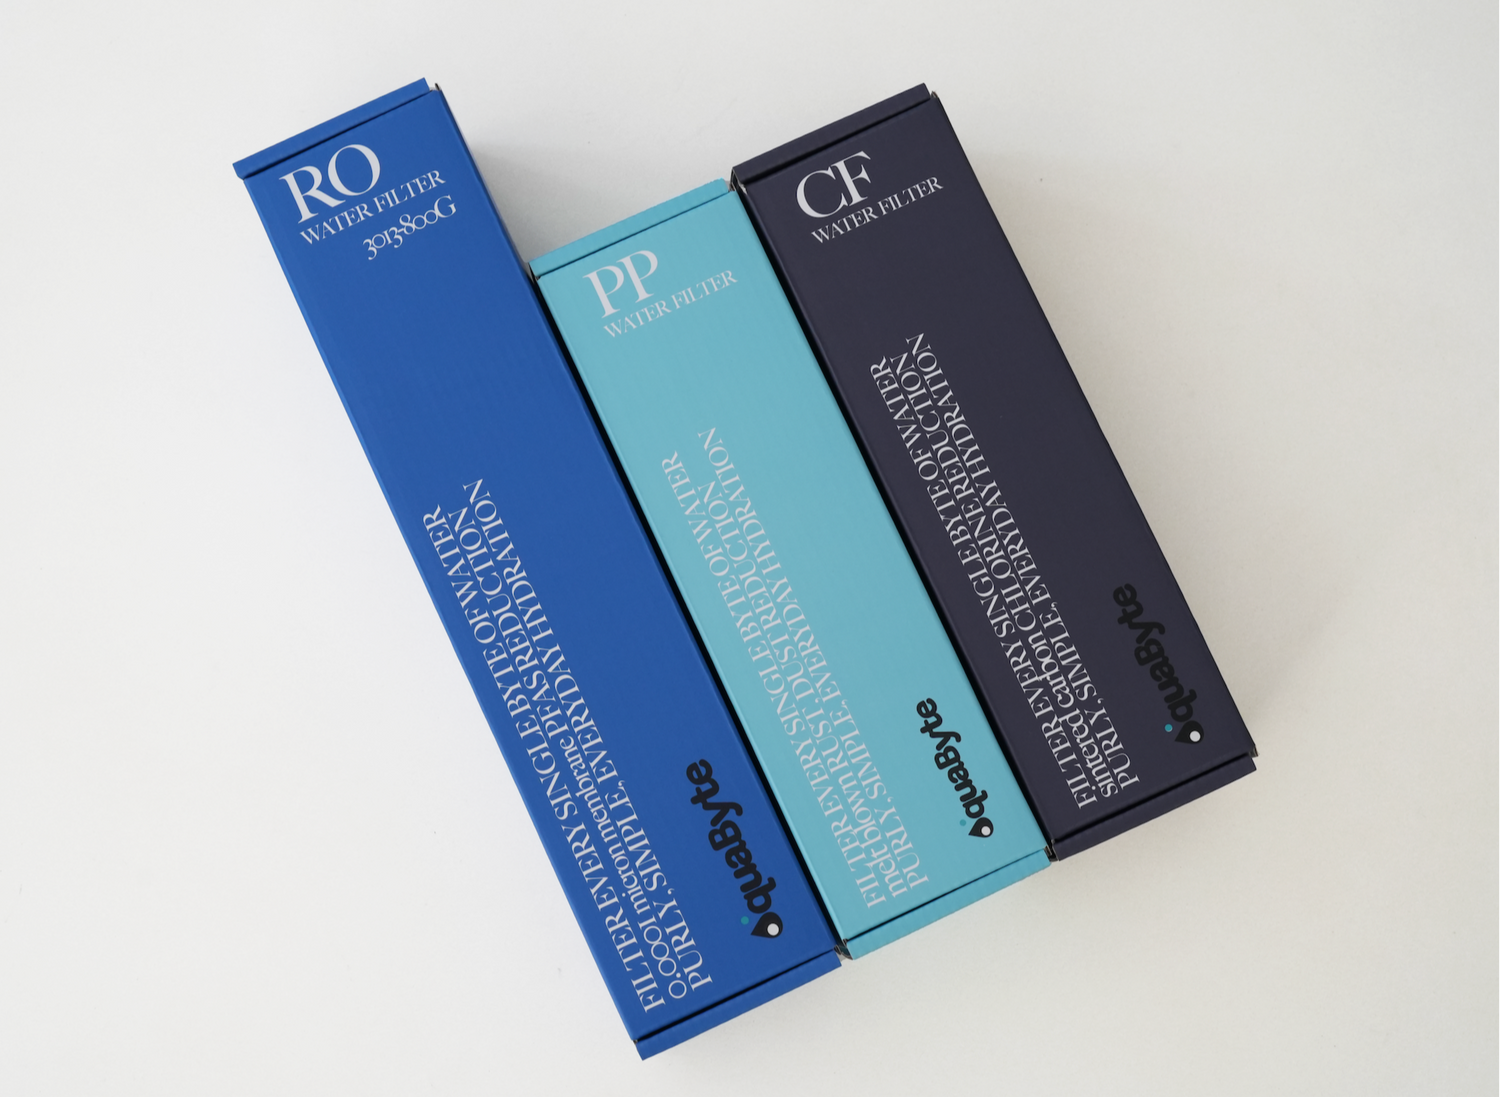 RO
WATER FILTER
3013-800G
FILTER EVERY SINGLE BYTE OF WATER
0.0001 micron membrane PFAS REDUCTION
PURLY, SIMPLE, EVERYDAY HYDRATION
aquaByte
PP
WATER FILTER
FILTER EVERY SINGLE BYTE OF WATER
melt blown RUST, DUST REDUCTION
PURLY, SIMPLE, EVERYDAY HYDRATION
aquaByte
CF
WATER FILTER
FILTER EVERY SINGLE BYTE OF WATER
sintered carbon CHLORINE REDUCTION
PURLY, SIMPLE, EVERYDAY HYDRATION
aquaByte